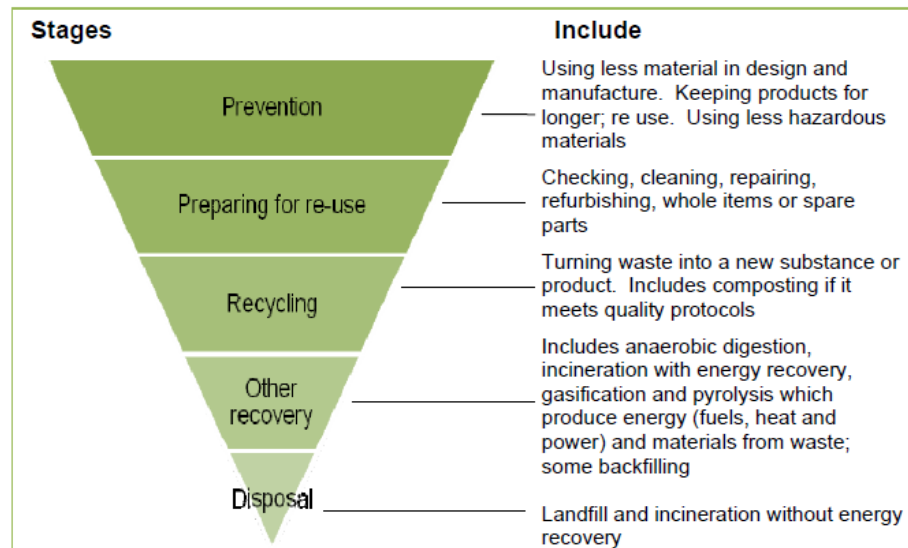 Stages
Include
Prevention
Using less material in design and
manufacture.  Keeping products for
longer; re use.  Using less hazardous
materials
Preparing for re-use
Checking, cleaning, repairing,
refurbishing, whole items or spare
parts
Recycling
Turning waste into a new substance or
product.  Includes composting if it
meets quality protocols
Other
recovery
Includes anaerobic digestion,
incineration with energy recovery,
gasification and pyrolysis which
produce energy (fuels, heat and
power) and materials from waste;
some backfilling
Disposal
Landfill and incineration without energy
recovery